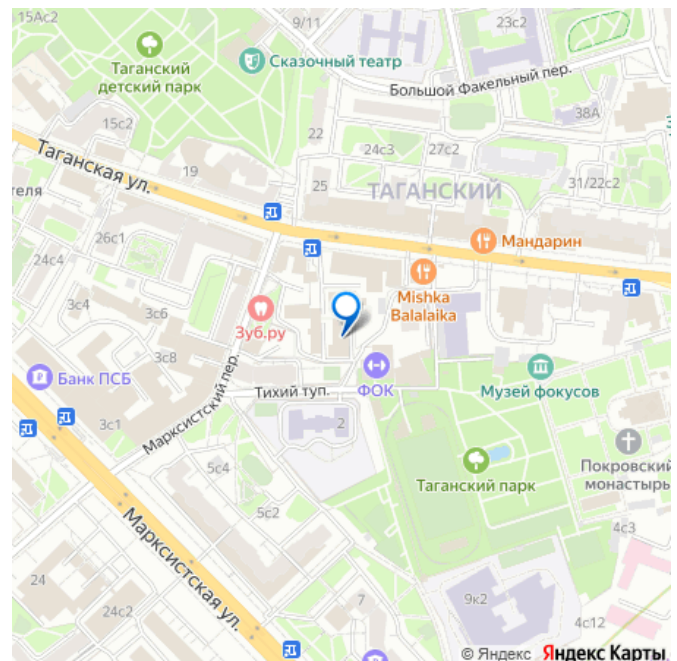 15Ас2
9/11
23с2
Таганский
детский парк
Сказочный театр
Большой Факельный пер.
38А
15с2
22
24с3
27с2
Таганская ул.
19
25
ТАГАНСКИЙ
31/22с2
ителя
26с1
Мандарин
24с4
3с4
3с6
Mishka
Balalaika
Зуб.ру
3с8
Банк ПСБ
Тихий туп.
ФОК
Музей фокусов
Марксистский пер.
3с1
2
Покровский
монастырь
5с4
Таганский парк
5с2
4с3
Марксистская ул.
24
7
9к2
24с2
4с12
© Яндекс Яндекс Карты